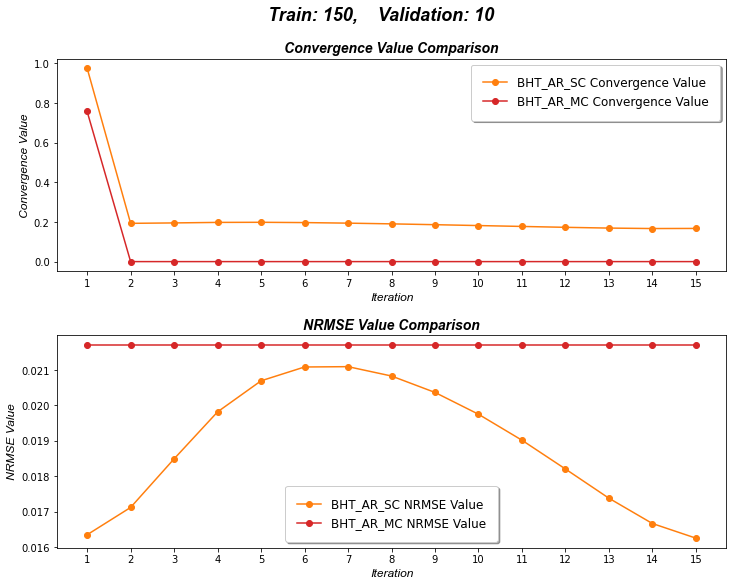 Train: 150,    Validation: 10
Convergence Value Comparison
Convergence Value
1.0
0.8
0.6
0.4
0.2
0.0
BHT_AR_SC Convergence Value
BHT_AR_MC Convergence Value
1 2 3 4 5 6 7 8 9 10 11 12 13 14 15
Iteration
NRMSE Value Comparison
NRMSE Value
0.021
0.020
0.019
0.018
0.017
0.016
BHT_AR_SC NRMSE Value
BHT_AR_MC NRMSE Value
1 2 3 4 5 6 7 8 9 10 11 12 13 14 15
Iteration